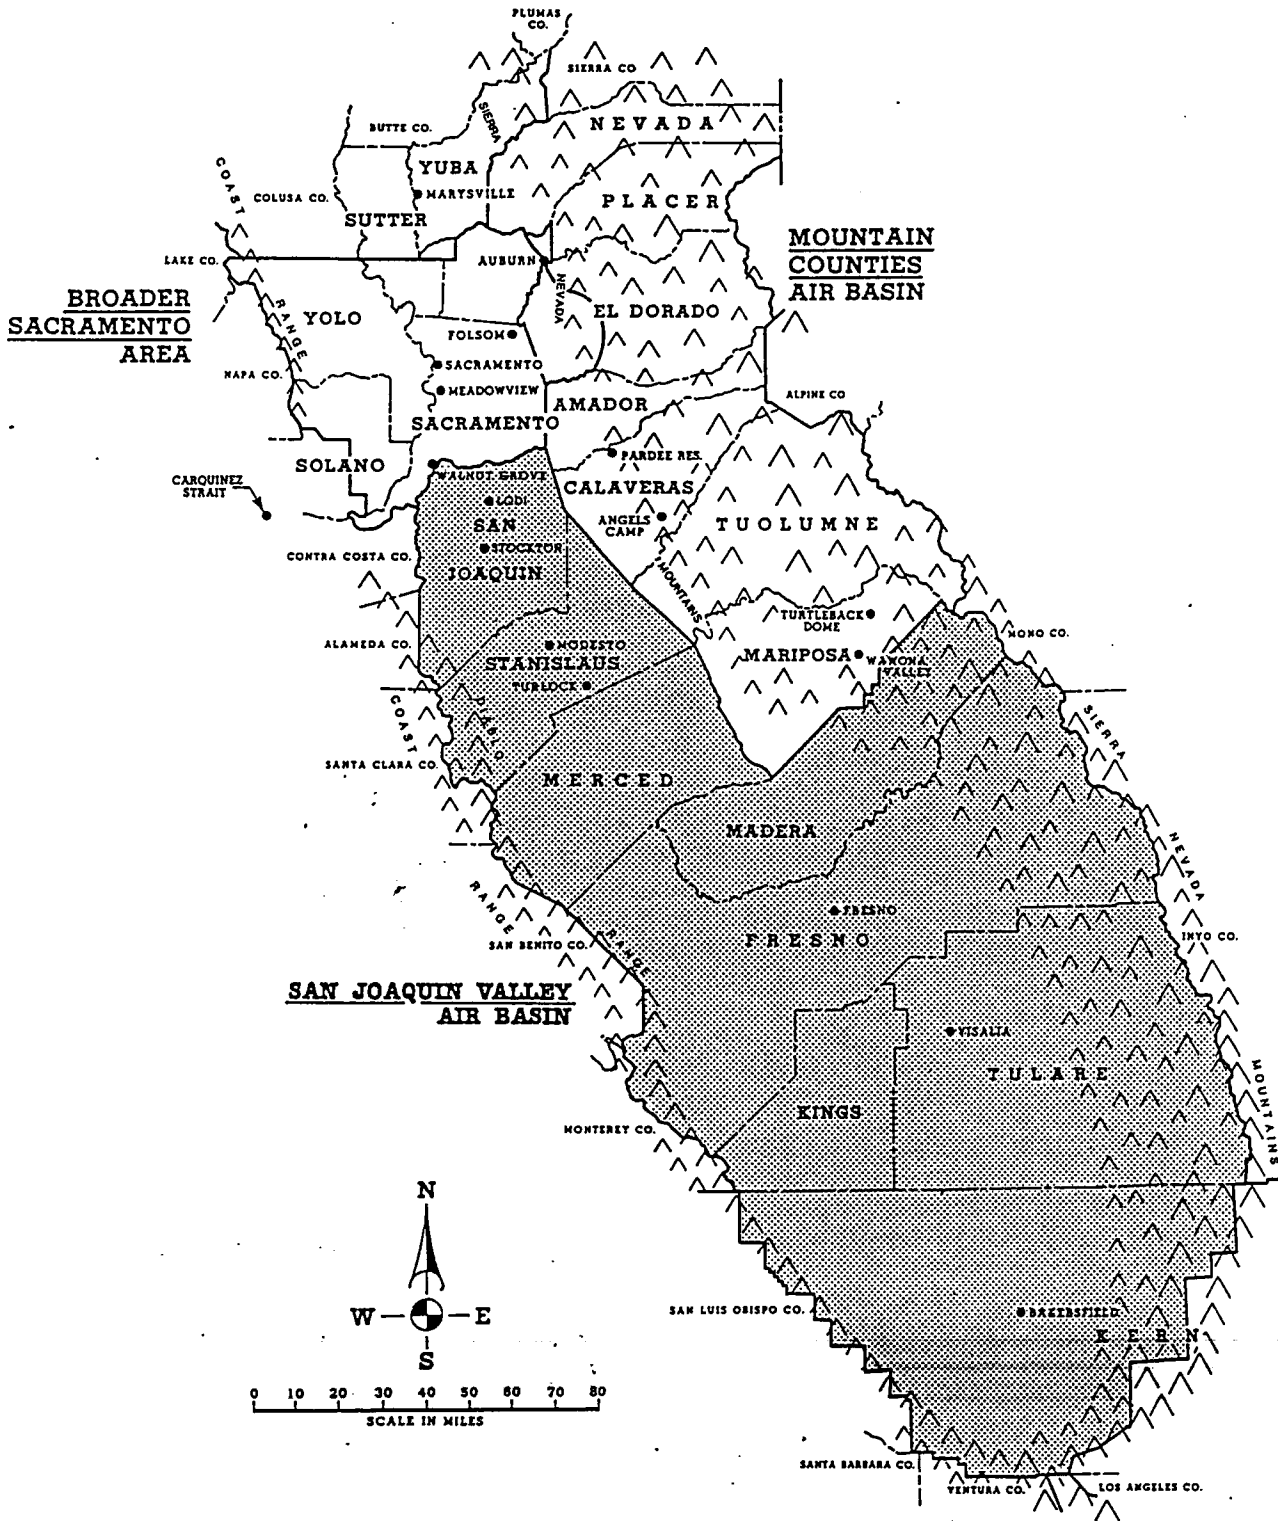 PLUMAS
CO.
SIERRA CO
NEVADA
BUTTE CO.
SIERRA
YUBA
MARYSVILLE
COAST
COLUSA CO.
SUTTER
PLACER
MOUNTAIN
COUNTIES
AIR BASIN
LAKE CO.
AUBURN
NEVADA
BROADER
SACRAMENTO
AREA
RANGE
YOLO
EL DORADO
FOLSOM
SACRAMENTO
NAPA CO.
MEADOWVIEW
AMADOR
ALPINE CO
SACRAMENTO
SOLANO
PARDEE RES.
WALNUT GROVE
CARQUINEZ
STRAIT
CALAVERAS
LODI
ANGELS
CAMP
SAN
TUOLUMNE
STOCKTON
CONTRA COSTA CO.
JOAQUIN
MOUNTAINS
TURTLEBACK
DOME
ALAMEDA CO.
MODESTO
MONO CO.
MARIPOSA
WAWONA
VALLEY
STANISLAUS
TURLOCK
COAST
DIABLO
SIERRA
SANTA CLARA CO.
MERCED
MADERA
NEVADA
RANGE
FRESNO
SAN BENITO CO.
RANGE
FRESNO
INYO CO.
SAN JOAQUIN VALLEY
AIR BASIN
VISALIA
TULARE
MOUNTAINS
KINGS
MONTEREY CO.
N
W E
S
SAN LUIS OBISPO CO.
BAKERSFIELD
KERN
0 10 20 30 40 50 60 70 80
SCALE IN MILES
SANTA BARBARA CO.
VENTURA CO.
LOS ANGELES CO.